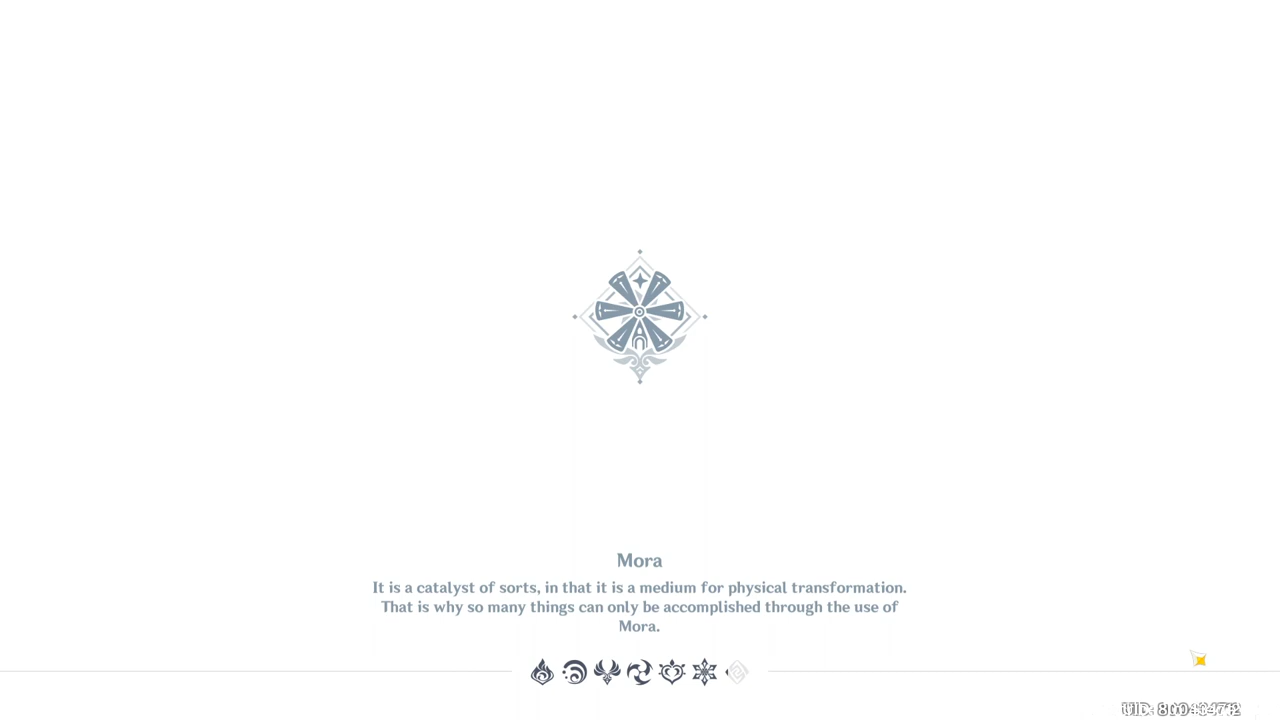 Mora
It is a catalyst of sorts, in that it is a medium for physical transformation.
That is why so many things can only be accomplished through the use of
Mora.
UID: